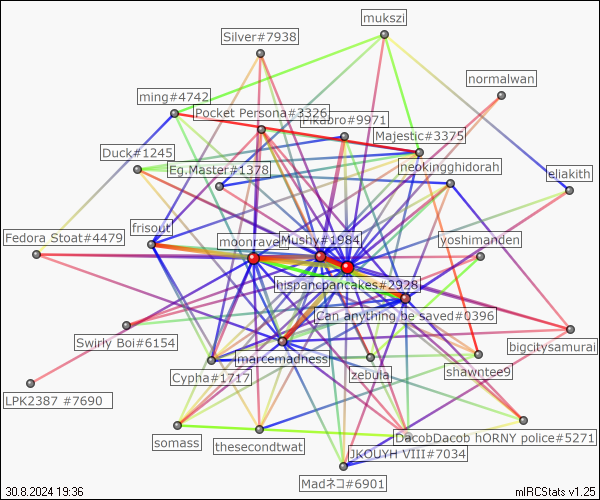 mukszi
Silver#7938
normalwan
ming#4742
Pocket Persona#3326
Pikabro#9971
Majestic#3375
Duck#1245
Eg.Master#1378
neokingghidorah
eliakith
frisout
Fedora Stoat#4479
moonrave
Mushy#1984
yoshimanden
hispancpancakes#2928
Can anything be saved#0396
Swirly Boi#6154
marcemadness
bigcitysamurai
Cypha#1717
zebula
shawntee9
LPK2387 #7690
somass
thesecondtwat
DacobDacob hORNY police#5271
JKOUYH VIII#7034
Madネコ#6901
30.8.2024 19:36
mIRCStats v1.25